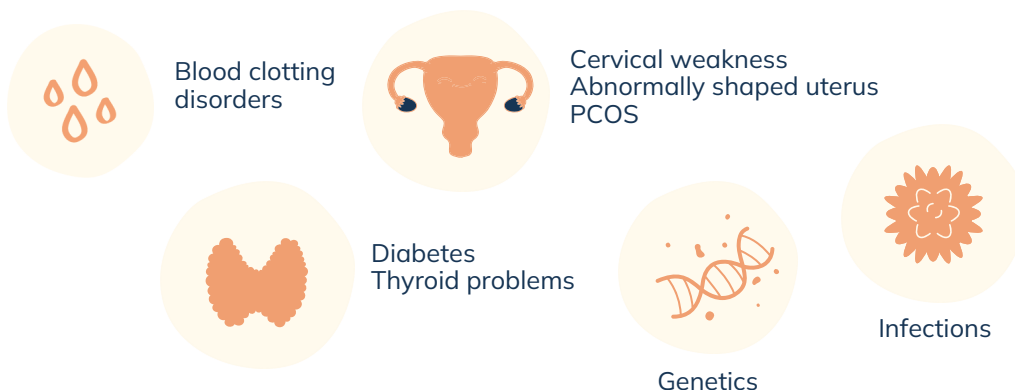 Blood clotting
disorders
Cervical weakness
Abnormally shaped uterus
PCOS
Diabetes
Thyroid problems
Genetics
Infections